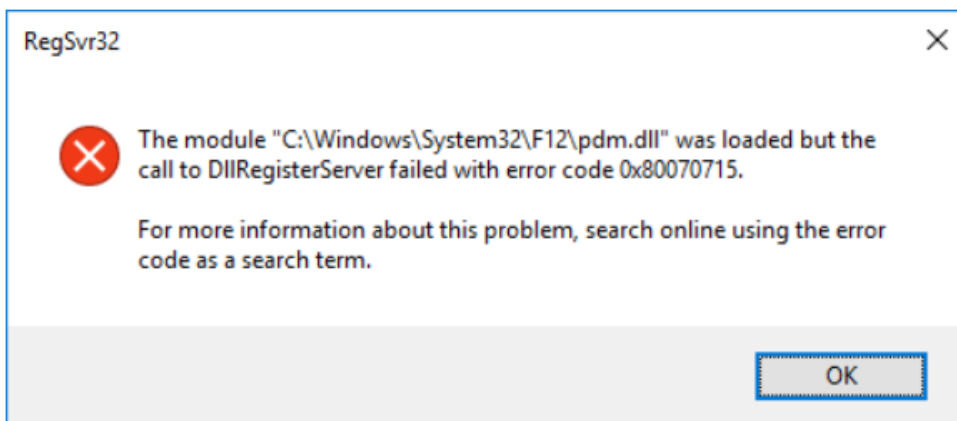 RegSvr32
The module "C:\Windows\System32\F12\pdm.dll" was loaded but the
call to DllRegisterServer failed with error code 0x80070715.
For more information about this problem, search online using the error
code as a search term.
OK